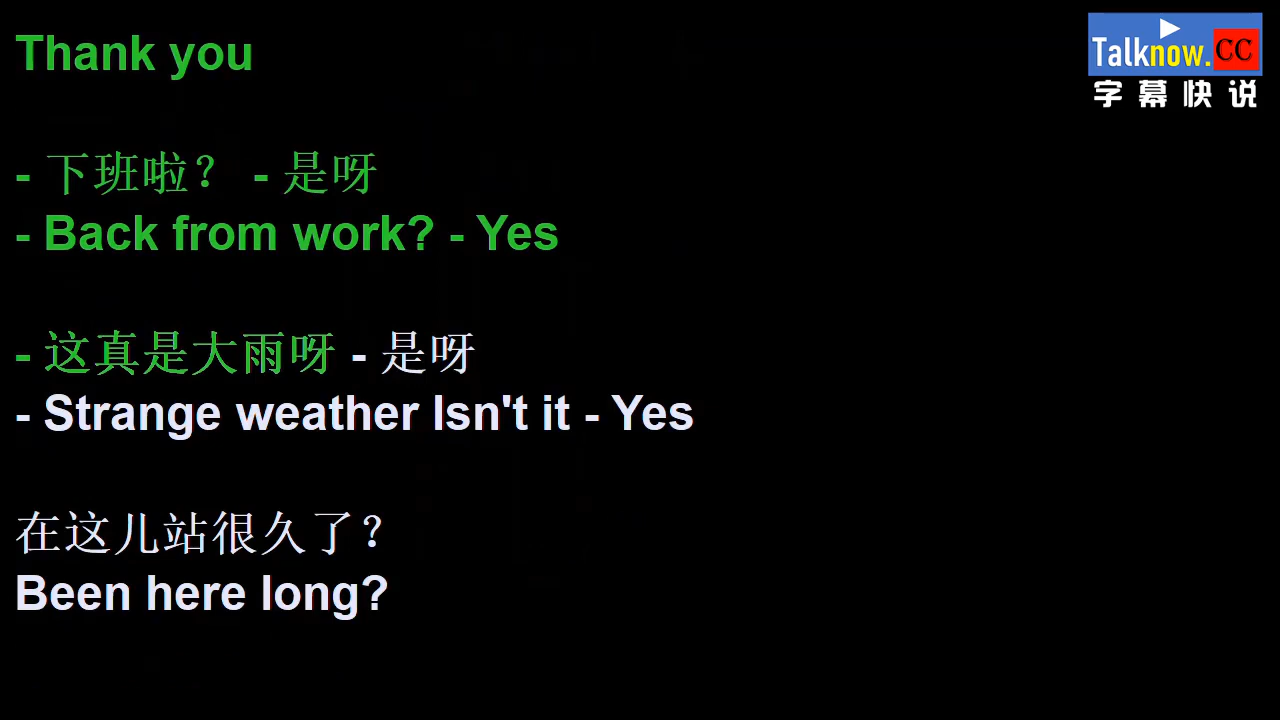 Thank you
Talknow.CC
字幕快说
- 下班啦？ - 是呀
- Back from work? - Yes
- 这真是大雨呀 - 是呀
- Strange weather Isn't it - Yes
在这儿站很久了？
Been here long?